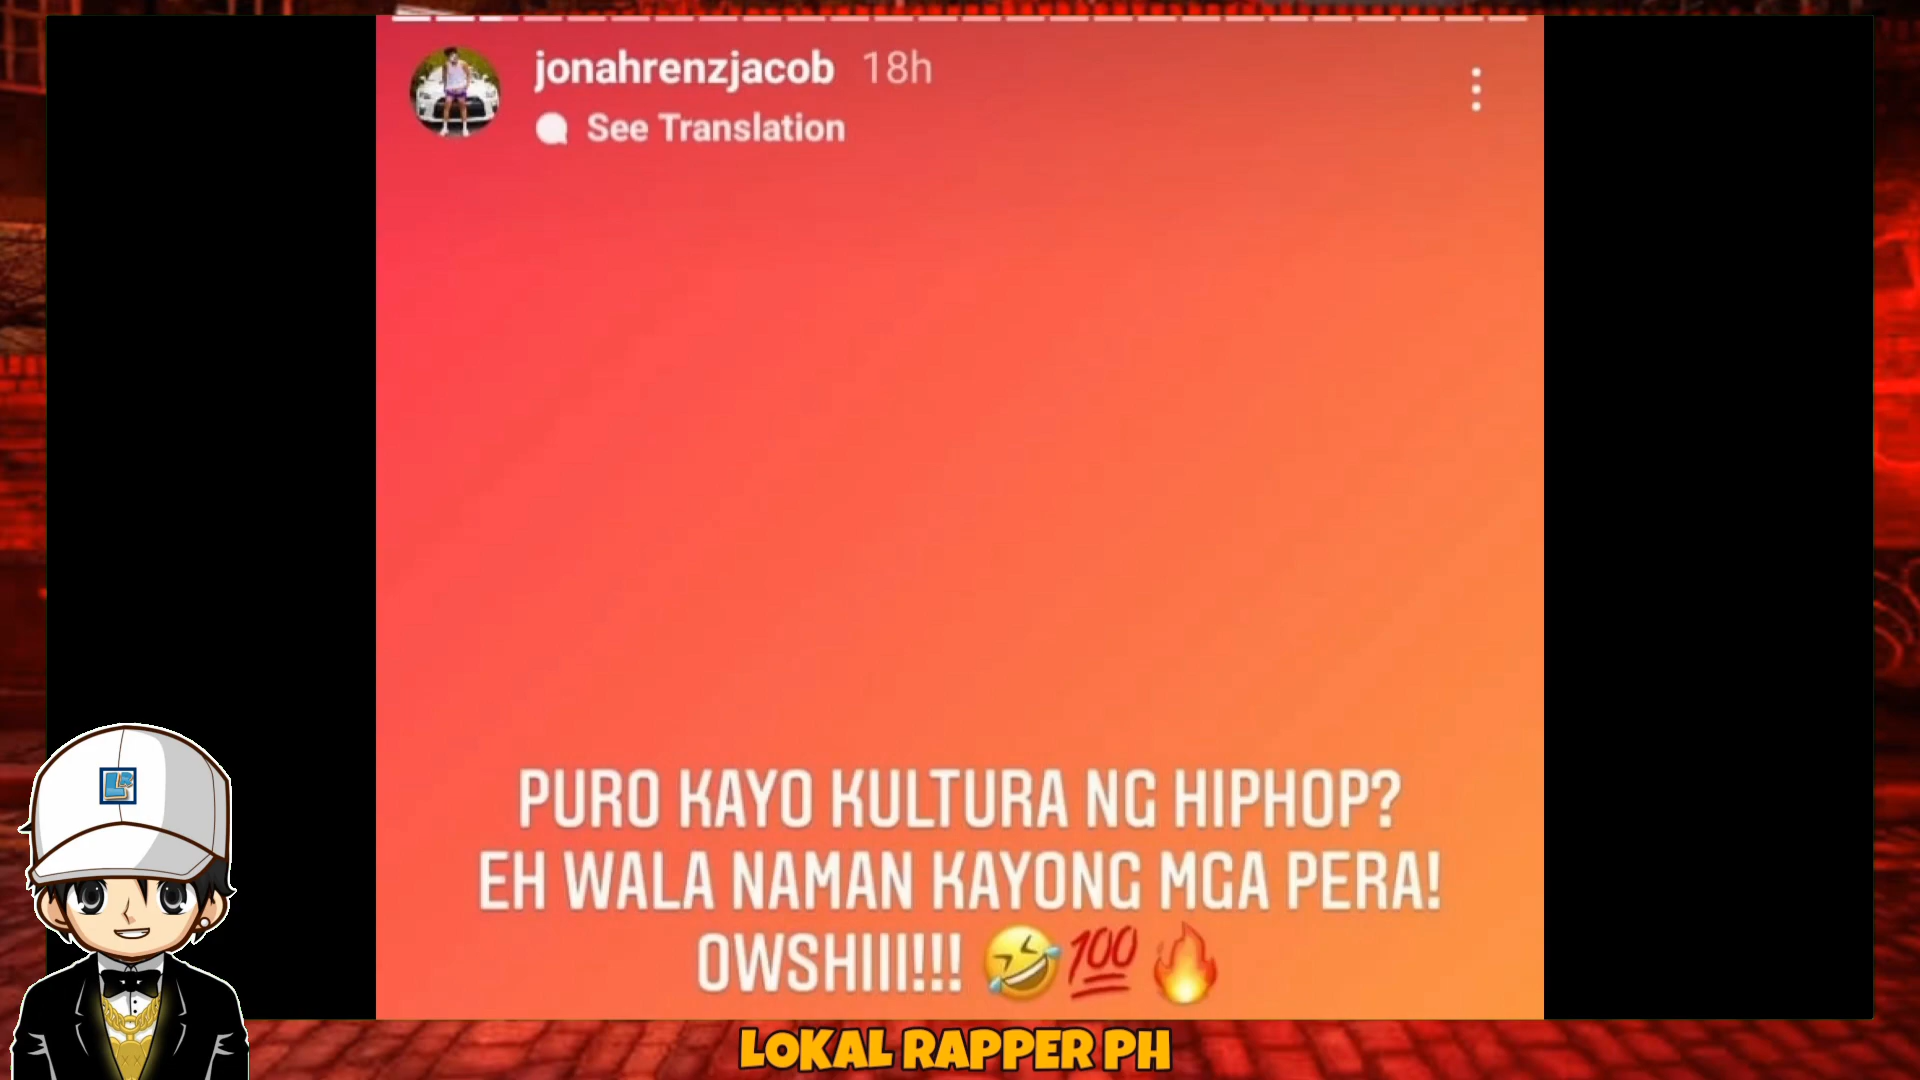 jonahrenzjacob 18h
See Translation
PURO KAYO KULTURA NG HIPHOP?
EH WALA NAMAN KAYONG MGA PERA!
OWSHIII!!! 🤣💯🔥
LR
LOKAL RAPPER PH